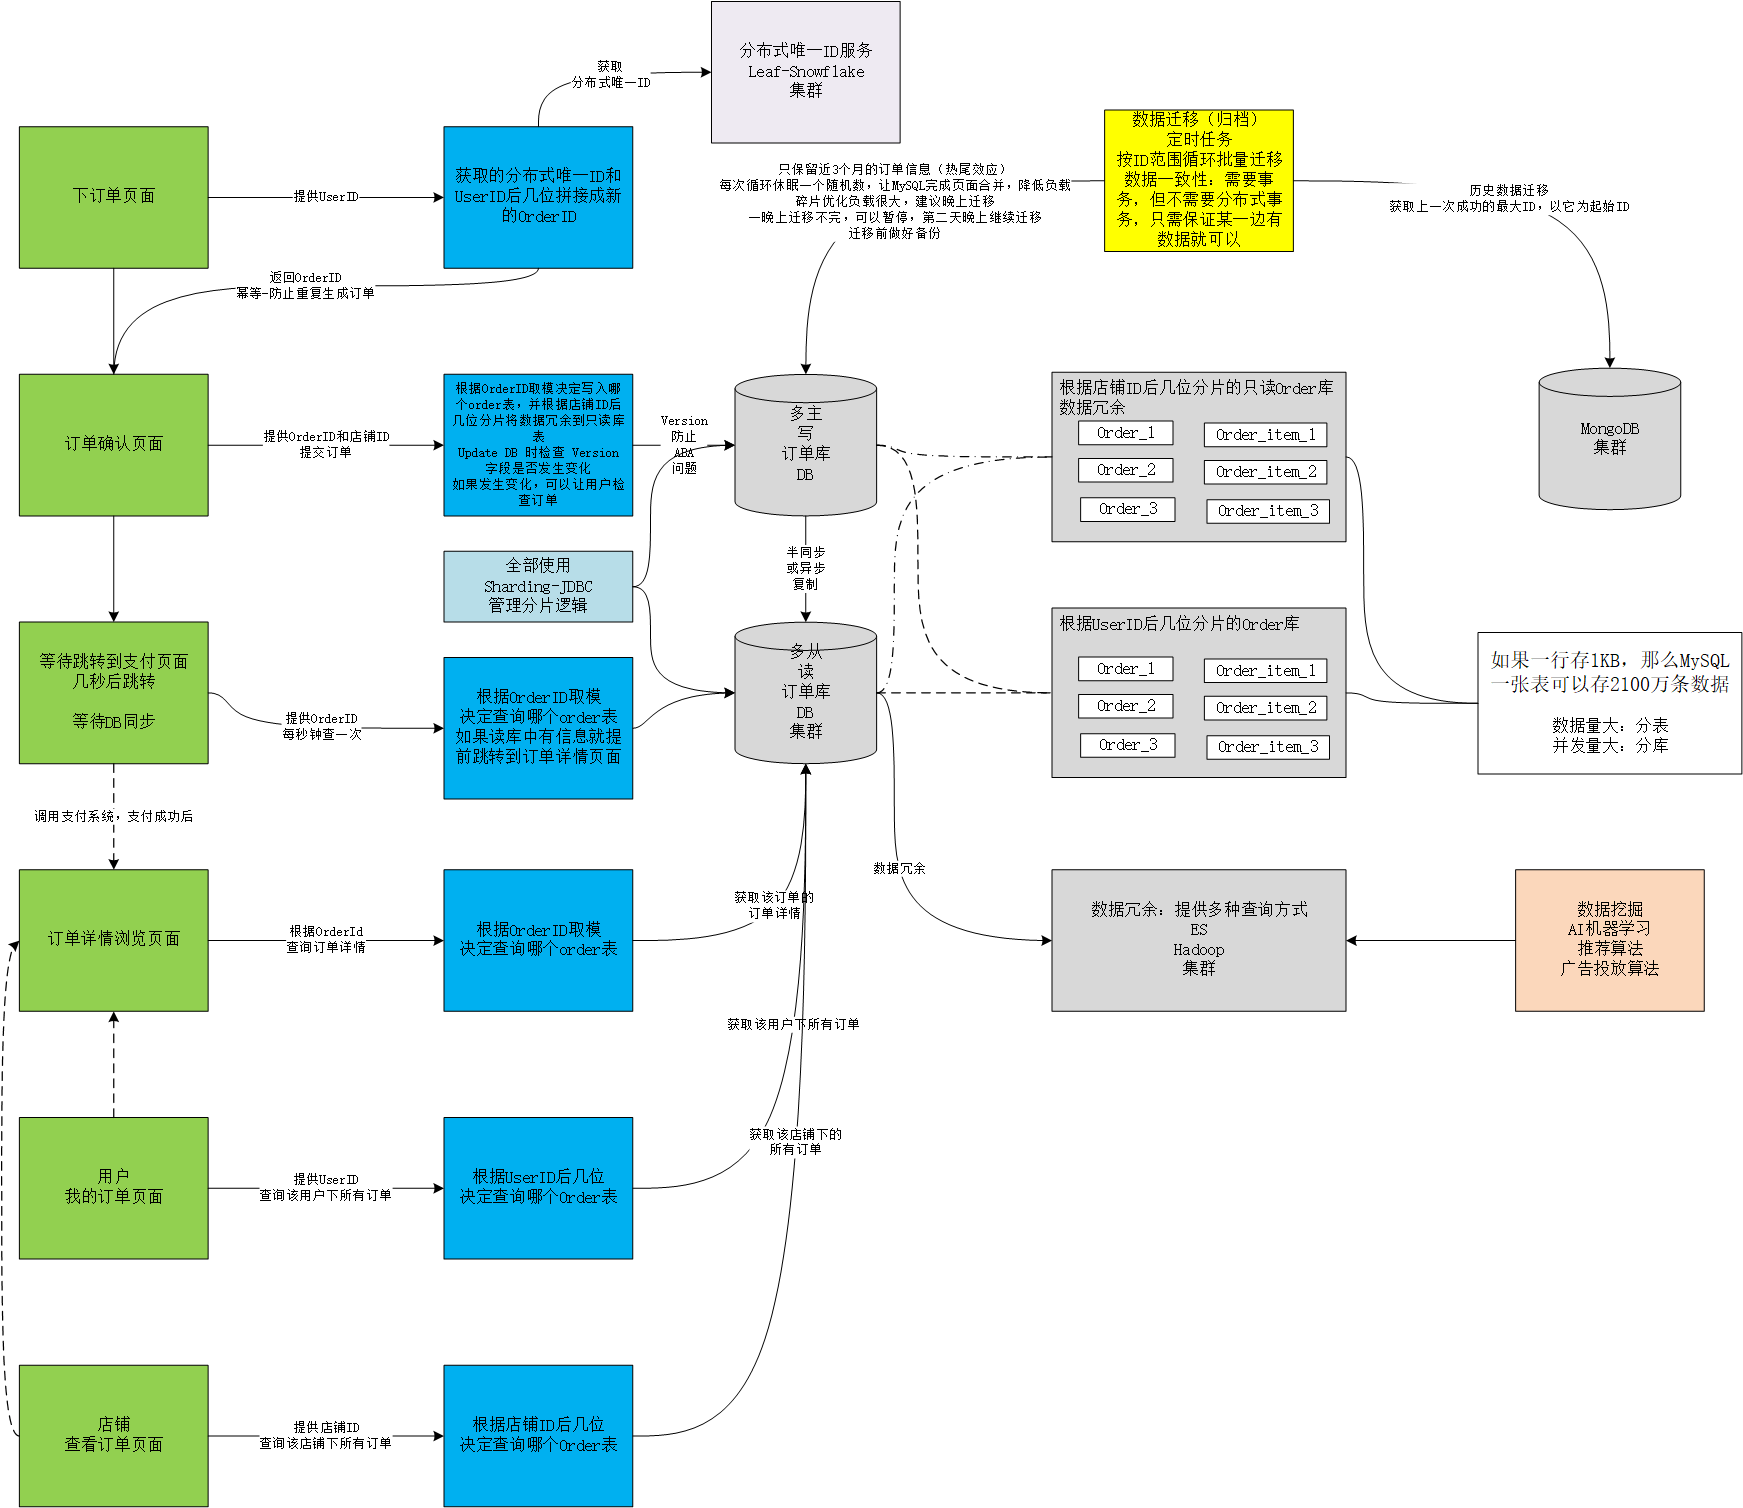 分布式唯一ID服务
Leaf-Snowflake
集群
获取
分布式唯一ID
下订单页面
提供UserID
获取的分布式唯一ID和
UserID后几位拼接成新
的OrderID
返回OrderID
幂等-防止重复生成订单
只保留近3个月的订单信息（热尾效应）
每次循环休眠一个随机数，让MySQL完成页面合并，降低负载
碎片优化负载很大，建议晚上迁移
一晚上迁移不完，可以暂停，第二天晚上继续迁移
迁移前做好备份
数据迁移（归档）
定时任务
按ID范围循环批量迁移
数据一致性：需要事
务，但不需要分布式事
务，只需保证某一边有
数据就可以
历史数据迁移
获取上一次成功的最大ID，以它为起始ID
订单确认页面
提供OrderID和店铺ID
提交订单
根据OrderID取模决定写入哪
个order表，并根据店铺ID后
几位分片将数据冗余到只读库
表
Update DB 时检查 Version
字段是否发生变化
如果发生变化，可以让用户检
查订单
Version
防止
ABA
问题
多主
写
订单库
DB
根据店铺ID后几位分片的只读Order库
数据冗余
Order_1
Order_item_1
Order_2
Order_item_2
Order_3
Order_item_3
MongoDB
集群
全部使用
Sharding-JDBC
管理分片逻辑
半同步
或异步
复制
等待跳转到支付页面
几秒后跳转
等待DB同步
提供OrderID
每秒钟查一次
根据OrderID取模
决定查询哪个order表
如果读库中有信息就提
前跳转到订单详情页面
多从
读
订单库
DB
集群
根据UserID后几位分片的Order库
Order_1
Order_item_1
Order_2
Order_item_2
Order_3
Order_item_3
如果一行存1KB，那么MySQL
一张表可以存2100万条数据
数据量大：分表
并发量大：分库
调用支付系统，支付成功后
订单详情浏览页面
根据OrderId
查询订单详情
根据OrderID取模
决定查询哪个order表
获取该订单的
订单详情
数据冗余
数据冗余：提供多种查询方式
ES
Hadoop
集群
数据挖掘
AI机器学习
推荐算法
广告投放算法
获取该用户下所有订单
用户
我的订单页面
提供UserID
查询该用户下所有订单
根据UserID后几位
决定查询哪个Order表
获取该店铺下的
所有订单
店铺
查看订单页面
提供店铺ID
查询该店铺下所有订单
根据店铺ID后几位
决定查询哪个Order表